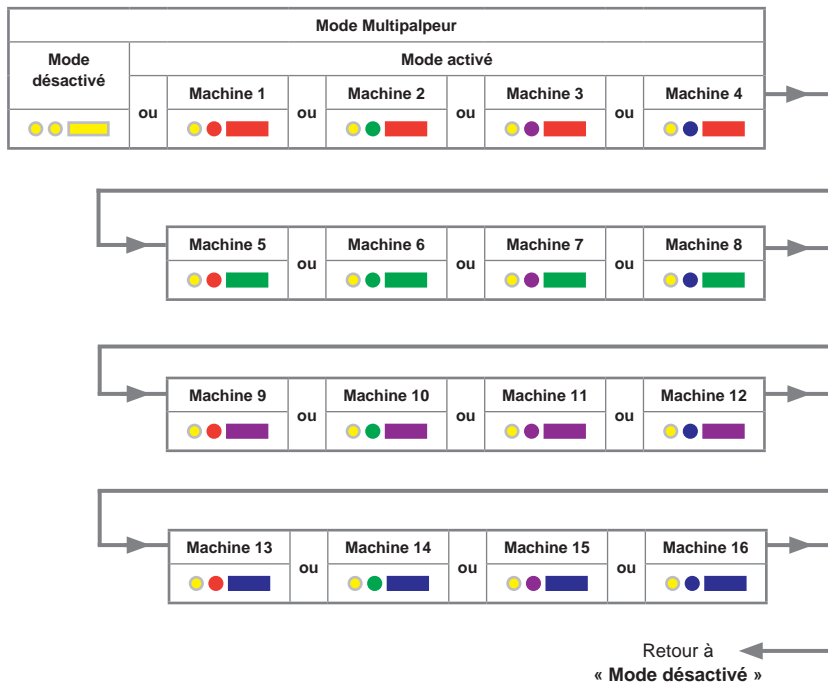 Mode Multipalpeur
Mode désactivé
Mode activé
ou
Machine 1
ou
Machine 2
ou
Machine 3
ou
Machine 4
Machine 5
ou
Machine 6
ou
Machine 7
ou
Machine 8
Machine 9
ou
Machine 10
ou
Machine 11
ou
Machine 12
Machine 13
ou
Machine 14
ou
Machine 15
ou
Machine 16
Retour à
« Mode désactivé »